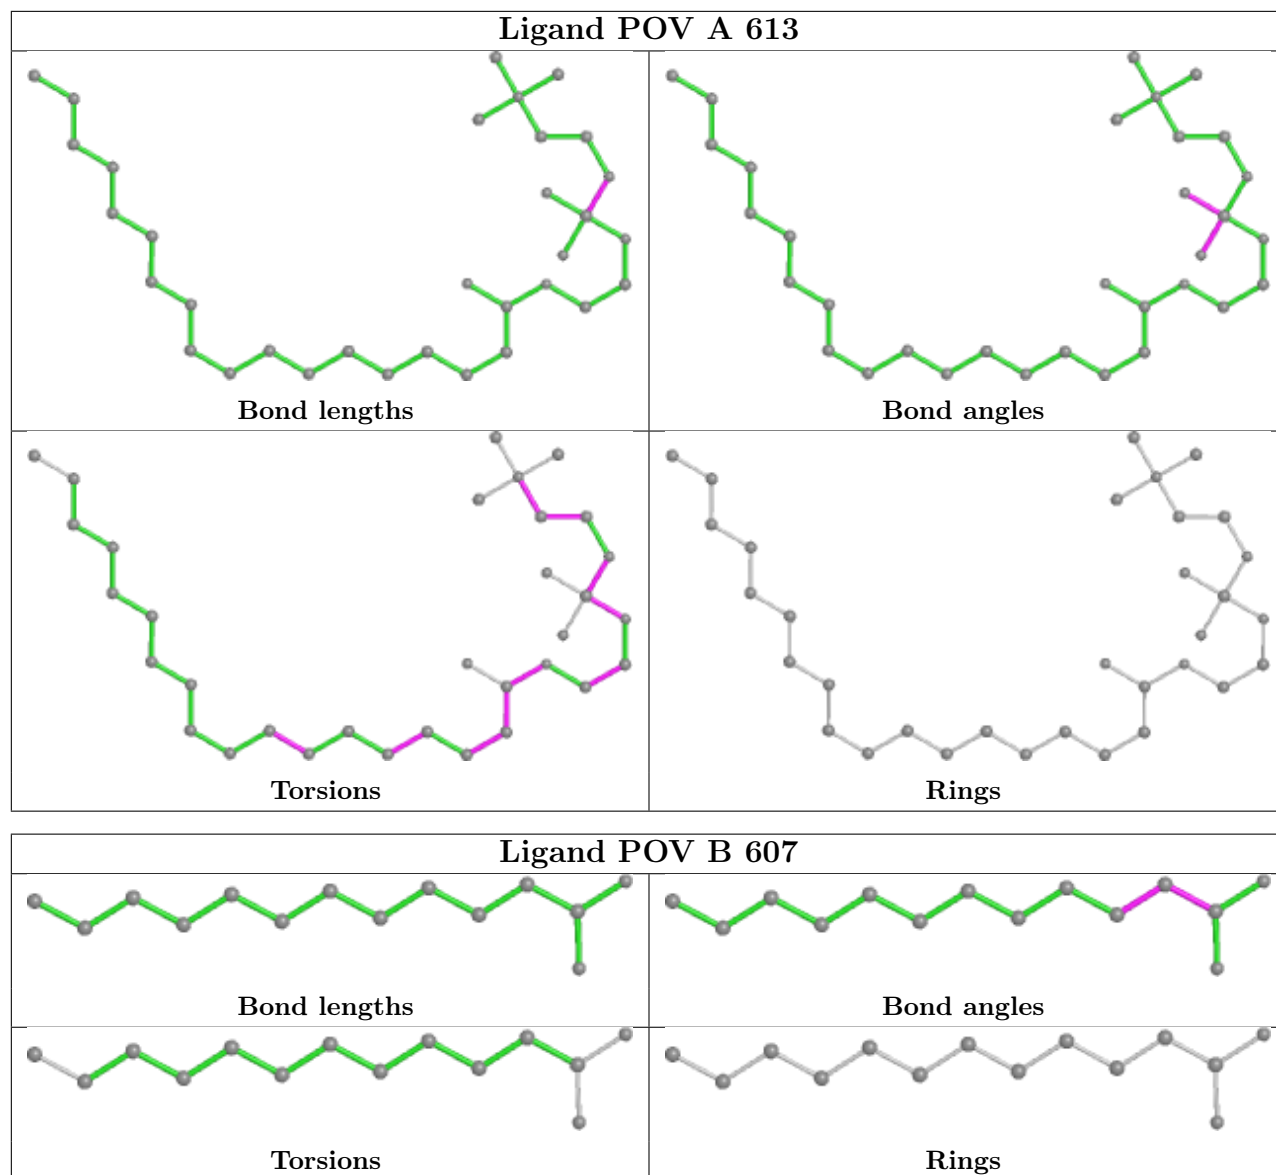 Ligand POV A 613
Bond lengths
Bond angles
Torsions
Rings
Ligand POV B 607
Bond lengths
Bond angles
Torsions
Rings